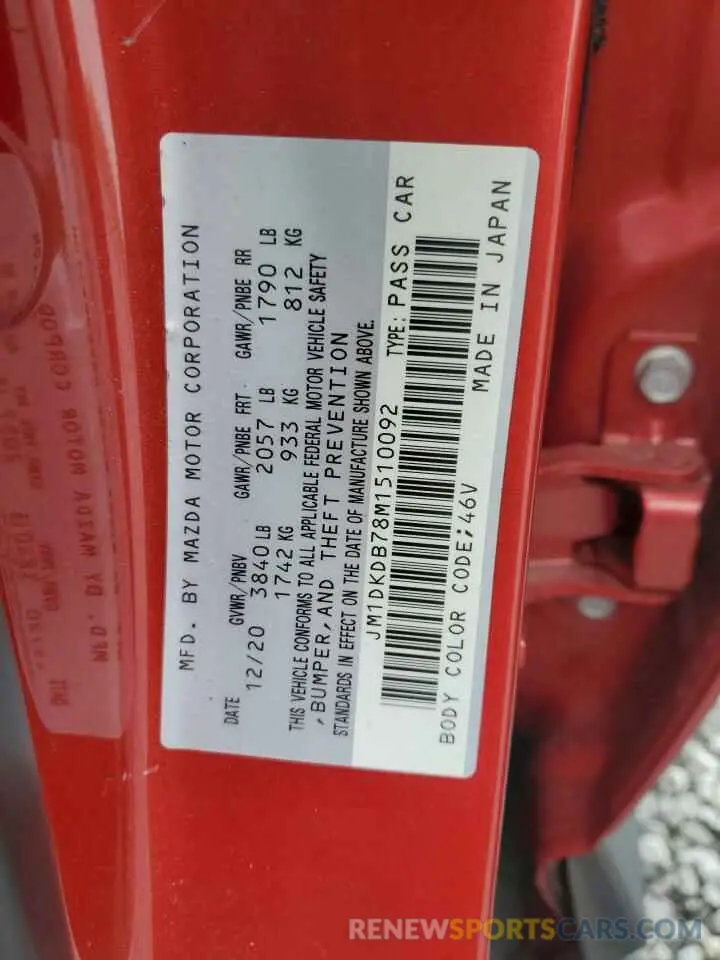 MFD. BY MAZDA MOTOR CORPORATION
DATE GVWR/PNBV GAWR/PNBE FRT. GAWR/PNBE RR
12/20 3840 LB 2057 LB 1790 LB
1742 KG 933 KG 812 KG
THIS VEHICLE CONFORMS TO ALL APPLICABLE FEDERAL MOTOR VEHICLE SAFETY
,BUMPER,AND THEFT PREVENTION
STANDARDS IN EFFECT ON THE DATE OF MANUFACTURE SHOWN ABOVE.
JM1DKDB78M1510092 TYPE: PASS CAR
BODY COLOR CODE;46V MADE IN JAPAN
RENEWSPORTSCARS.COM